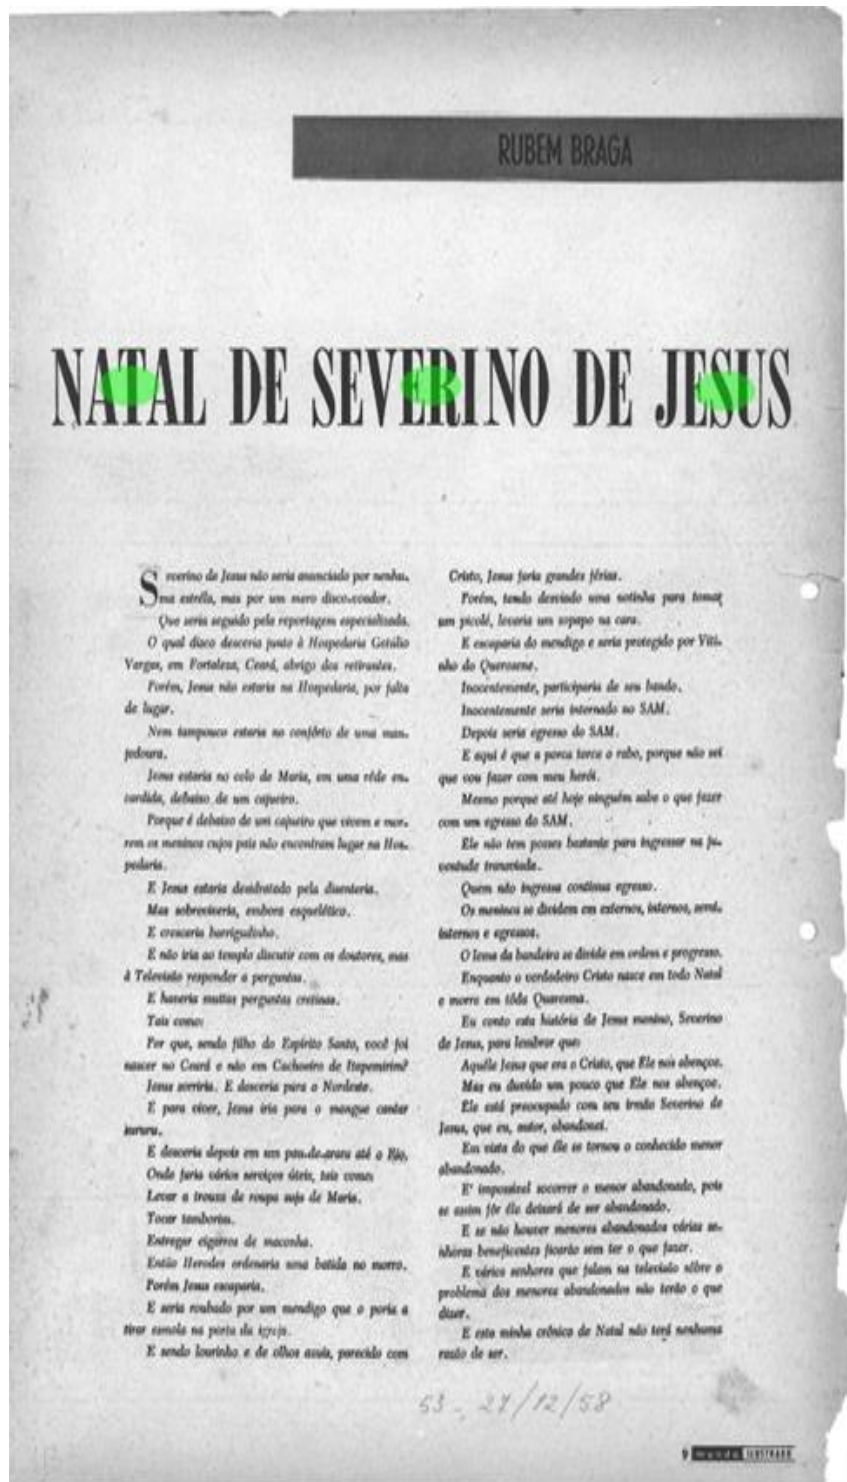 RUBEM BRAGA
NATAL DE SEVERINO DE JESUS
Severino de Jesus não seria anunciado por nenhu-
ma estrêla, mas por um mero disco-voador.
Que seria seguido pela reportagem especializada.
O qual disco desceria junto à Hospedaria Getúlio
Vargas, em Fortaleza, Ceará, abrigo dos retirantes.
Porém, Jesus não estaria na Hospedaria, por falta
de lugar.
Nem tampouco estaria no confôrto de uma man-
jedoura.
Jesus estaria no colo de Maria, em uma rêde en-
cardida, debaixo de um cajueiro.
Porque é debaixo de um cajueiro que vivem e mor-
rem os meninos cujos pais não encontram lugar na Hos-
pedaria.
E Jesus estaria desidratado pela disenteria.
Mas sobreviveria, embora esquelético.
E cresceria barrigudinho.
E não iria ao templo discutir com os doutores, mas
à Televisão responder a perguntas.
E haveria muitas perguntas cretinas.
Tais como:
Por que, sendo filho do Espírito Santo, você foi
nascer no Ceará e não em Cachoeiro de Itapemirim?
Jesus sorriria. E desceria para o Nordeste.
E para viver, Jesus iria para o mangue cantar
kururu.
E desceria depois em um pau-de-arara até o Rio,
Onde faria vários serviços úteis, tais como:
Levar a trouxa de roupa suja de Maria.
Tocar tamborim.
Entregar cigarros de maconha.
Então Herodes ordenaria uma batida no morro.
Porém Jesus escaparia.
E seria roubado por um mendigo que o poria a
tirar esmola na porta da igreja.
E sendo lourinho e de olhos azuis, parecido com
Cristo, Jesus faria grandes férias.
Porém, tendo desviado uma notinha para tomar
um picolé, levaria um sopapo na cara.
E escaparia do mendigo e seria protegido por Viti-
nho do Querosene.
Inocentemente, participaria de seu bando.
Inocentemente seria internado no SAM.
Depois seria egresso do SAM.
E aqui é que a porca torce o rabo, porque não sei
que vou fazer com meu herói.
Mesmo porque até hoje ninguém sabe o que fazer
com um egresso do SAM.
Ele não tem posses bastante para ingressar na ju-
ventude transviada.
Quem não ingressa continua egresso.
Os meninos se dividem em externos, internos, semi-
internos e egressos.
O lema da bandeira se divide em ordem e progresso.
Enquanto o verdadeiro Cristo nasce em todo Natal
e morre em tôda Quaresma.
Eu conto esta história de Jesus menino, Severino
de Jesus, para lembrar que:
Aquêle Jesus que era o Cristo, que Ele nos abençoe.
Mas eu duvido um pouco que Ele nos abençoe.
Ele está preocupado com seu irmão Severino de
Jesus, que eu, autor, abandonei.
Em vista do que êle se tornou o conhecido menor
abandonado.
E' impossível socorrer o menor abandonado, pois
se assim fôr êle deixará de ser abandonado.
E se não houver menores abandonados várias se-
nhoras beneficentes ficarão sem ter o que fazer.
E vários senhores que falam na televisão sôbre o
problema dos menores abandonados não terão o que
dizer.
E esta minha crônica de Natal não terá nenhuma
razão de ser.
53-, 27/12/58
9 mundo ILUSTRADO